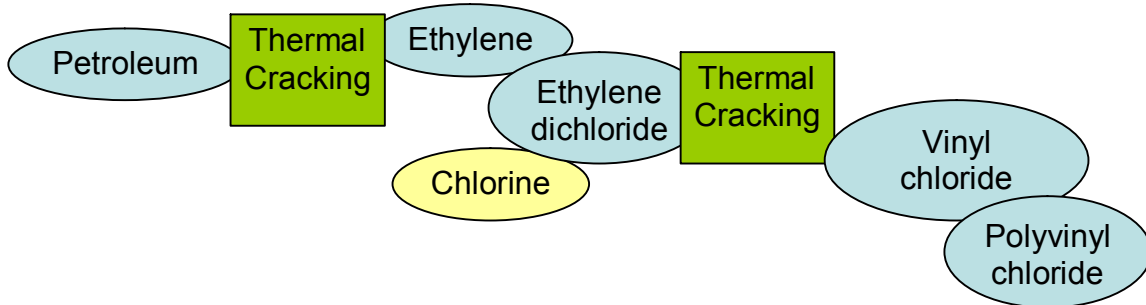 Petroleum
Thermal
Cracking
Ethylene
Ethylene
dichloride
Chlorine
Thermal
Cracking
Vinyl
chloride
Polyvinyl
chloride